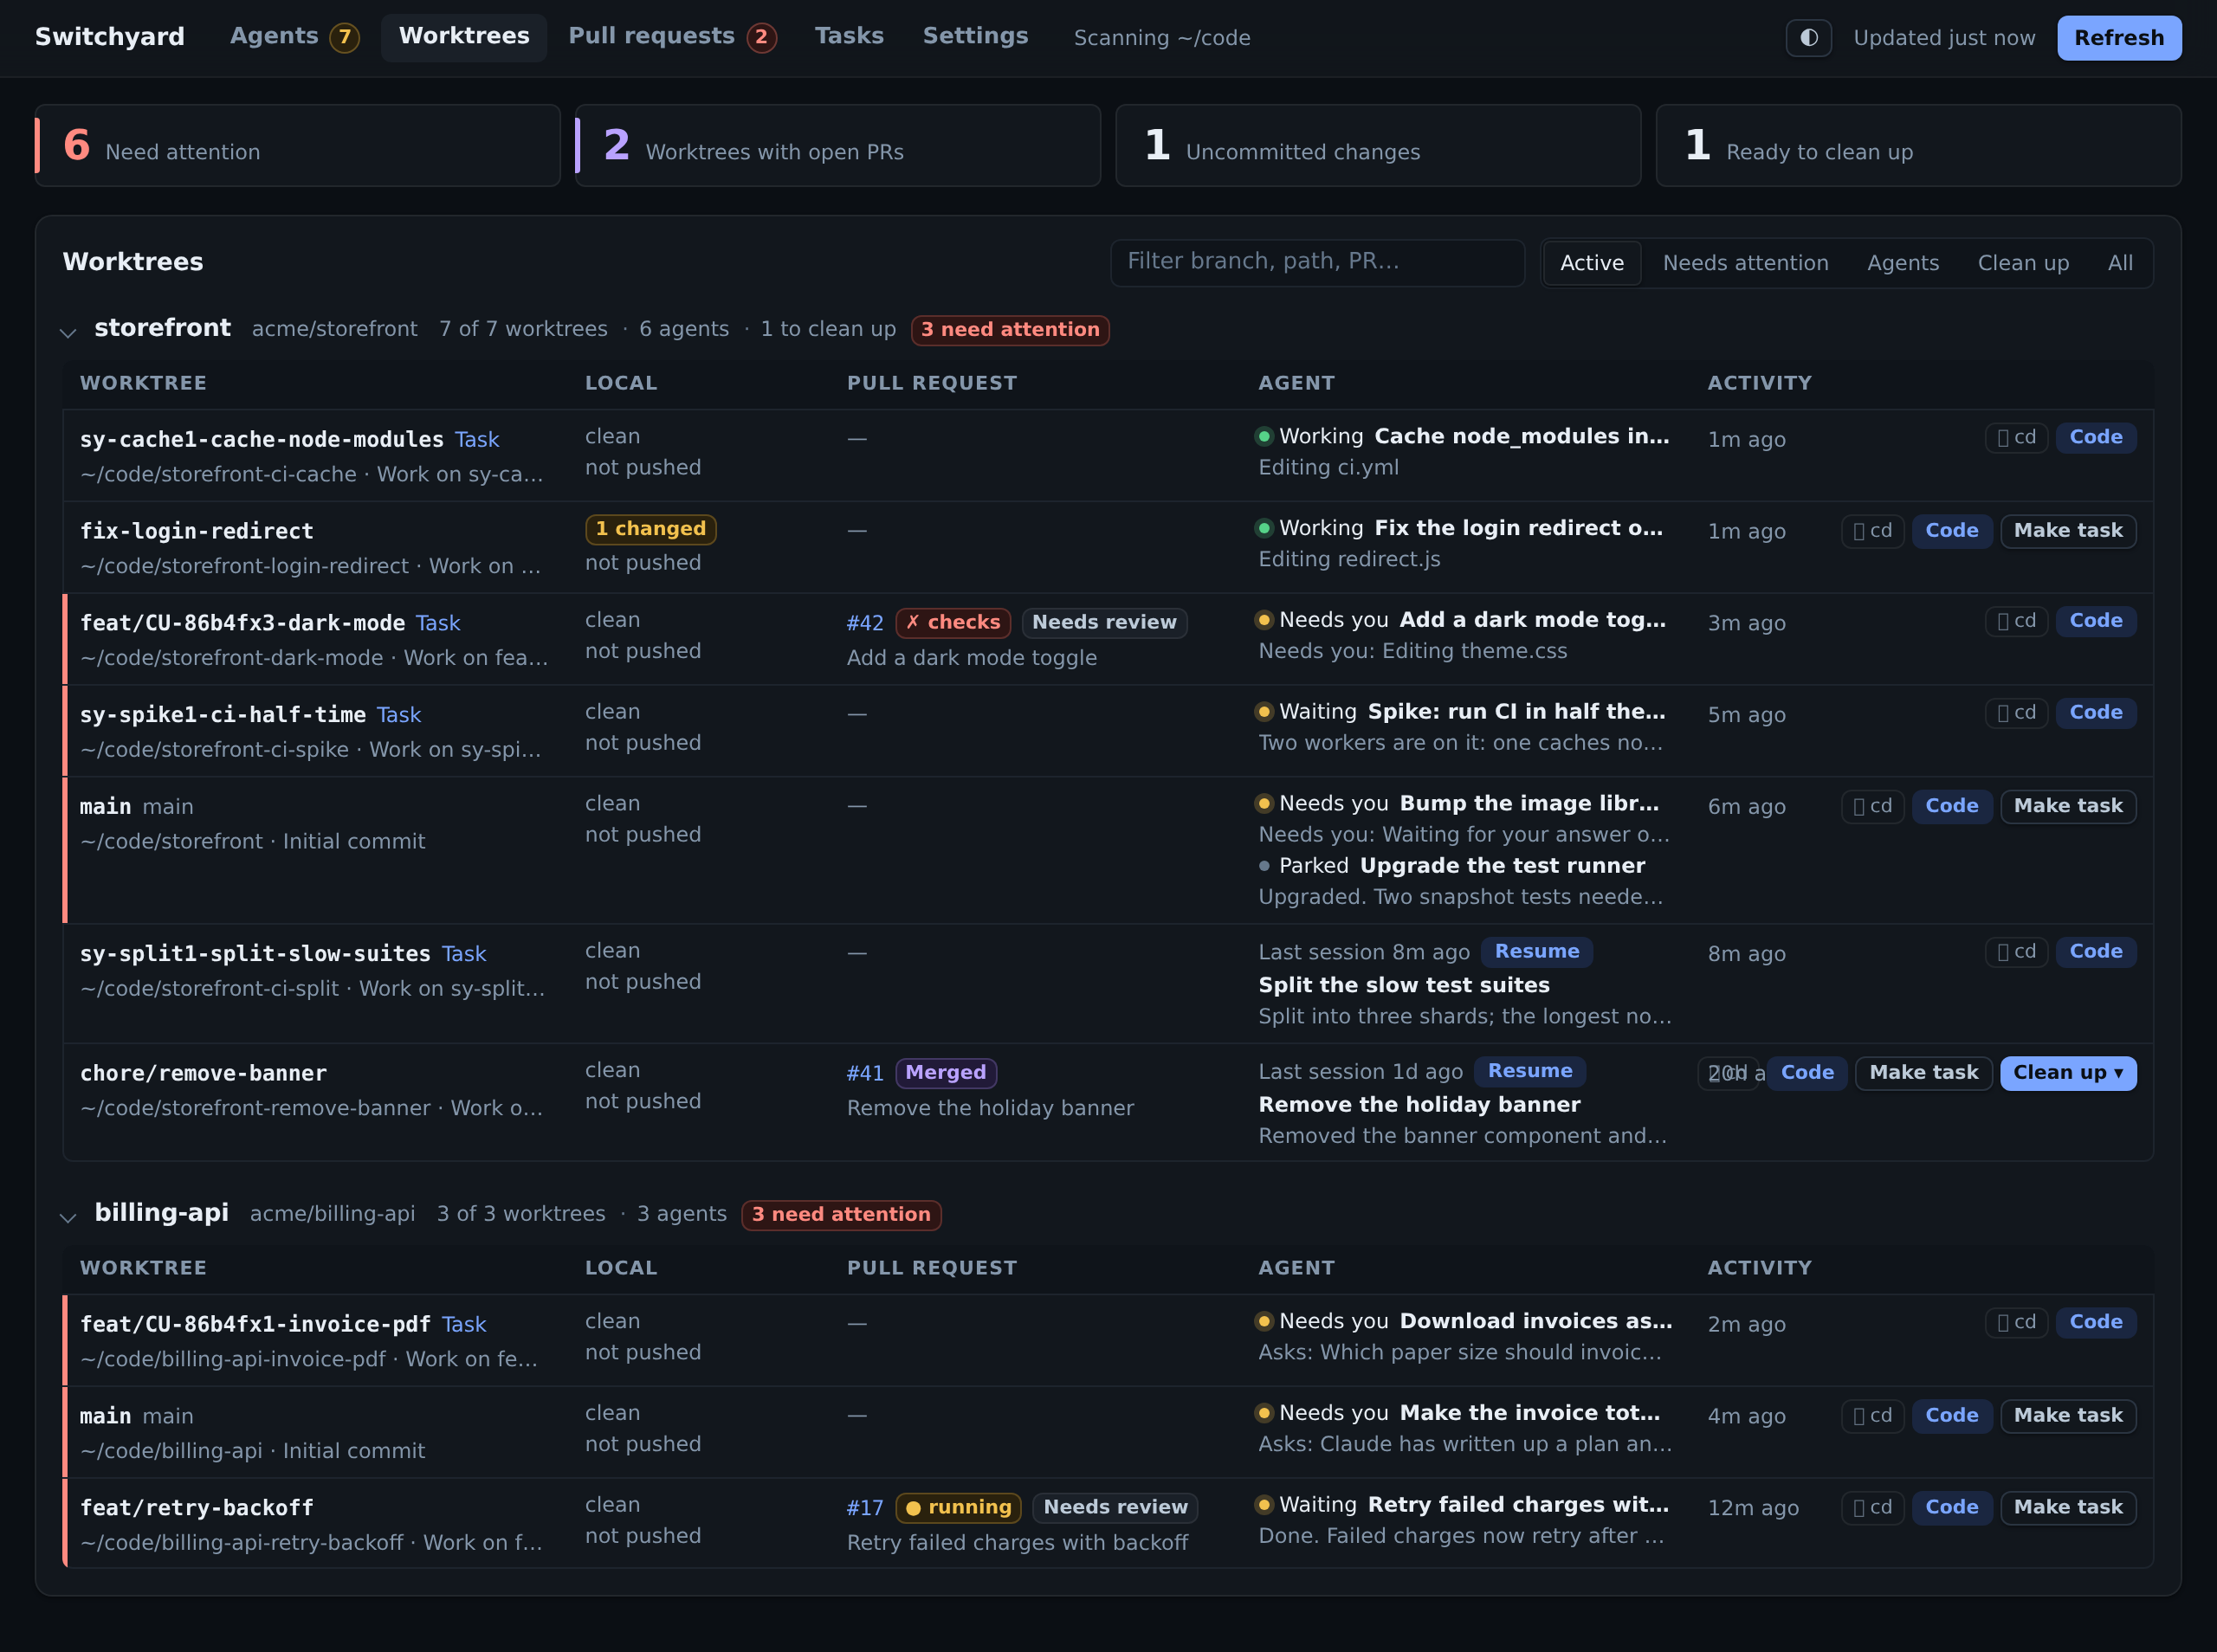 Switchyard Agents 7 Worktrees Pull requests 2 Tasks Settings Scanning ~/code Updated just now Refresh
6 Need attention 2 Worktrees with open PRs 1 Uncommitted changes 1 Ready to clean up
Worktrees Filter branch, path, PR... Active Needs attention Agents Clean up All
storefront acme/storefront 7 of 7 worktrees · 6 agents · 1 to clean up 3 need attention
WORKTREE LOCAL PULL REQUEST AGENT ACTIVITY
sy-cache1-cache-node-modules Task clean — Working Cache node_modules in… 1m ago cd Code
~/code/storefront-ci-cache · Work on sy-ca… not pushed Editing ci.yml
fix-login-redirect 1 changed — Working Fix the login redirect o… 1m ago cd Code Make task
~/code/storefront-login-redirect · Work on … not pushed Editing redirect.js
feat/CU-86b4fx3-dark-mode Task clean #42 ✗ checks Needs review Needs you Add a dark mode tog… 3m ago cd Code
~/code/storefront-dark-mode · Work on fea… not pushed Add a dark mode toggle Needs you: Editing theme.css
sy-spike1-ci-half-time Task clean — Waiting Spike: run CI in half the… 5m ago cd Code
~/code/storefront-ci-spike · Work on sy-spi… not pushed Two workers are on it: one caches no…
main main clean — Needs you Bump the image libr… 6m ago cd Code Make task
~/code/storefront · Initial commit not pushed Needs you: Waiting for your answer o…
Parked Upgrade the test runner
Upgraded. Two snapshot tests neede…
sy-split1-split-slow-suites Task clean — Last session 8m ago Resume 8m ago cd Code
~/code/storefront-ci-split · Work on sy-split… not pushed Split the slow test suites
Split into three shards; the longest no…
chore/remove-banner clean #41 Merged Last session 1d ago Resume Code Make task Clean up ▾
~/code/storefront-remove-banner · Work o… not pushed Remove the holiday banner Remove the holiday banner
Removed the banner component and…
billing-api acme/billing-api 3 of 3 worktrees · 3 agents 3 need attention
WORKTREE LOCAL PULL REQUEST AGENT ACTIVITY
feat/CU-86b4fx1-invoice-pdf Task clean — Needs you Download invoices as… 2m ago cd Code
~/code/billing-api-invoice-pdf · Work on fe… not pushed Asks: Which paper size should invoic…
main main clean — Needs you Make the invoice tot… 4m ago cd Code Make task
~/code/billing-api · Initial commit not pushed Asks: Claude has written up a plan an…
feat/retry-backoff clean #17 ● running Needs review Waiting Retry failed charges wit… 12m ago cd Code Make task
~/code/billing-api-retry-backoff · Work on f… not pushed Retry failed charges with backoff Done. Failed charges now retry after …